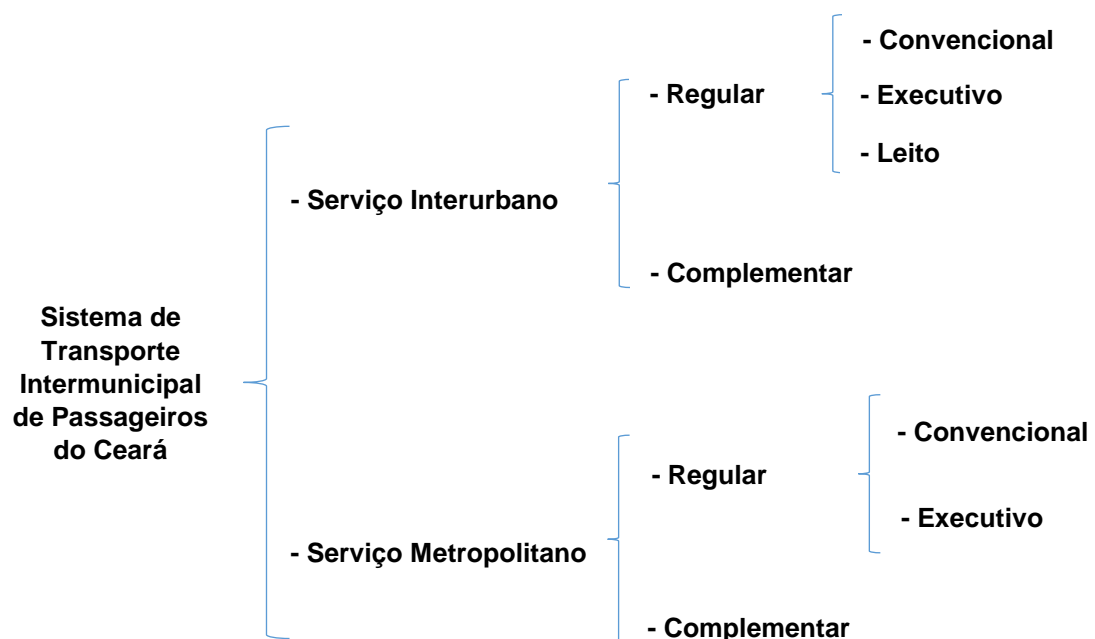 Sistema de
Transporte
Intermunicipal
de Passageiros
do Ceará
- Serviço Interurbano
- Regular
- Convencional
- Executivo
- Leito
- Complementar
- Serviço Metropolitano
- Regular
- Convencional
- Executivo
- Complementar